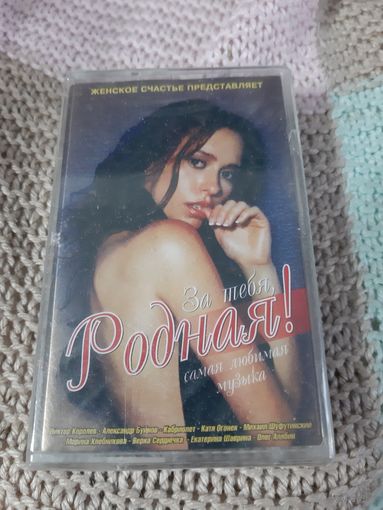 ЖЕНСКОЕ СЧАСТЬЕ ПРЕДСТАВЛЯЕТ
За тебя,
Родная!
самая любимая
музыка
Виктор Королев - Александр Буйнов - Кабриолет - Катя Огонек - Михаил Шуфутинский
Марина Хлебникова - Верка Сердючка - Екатерина Шаврина - Олег Алябин